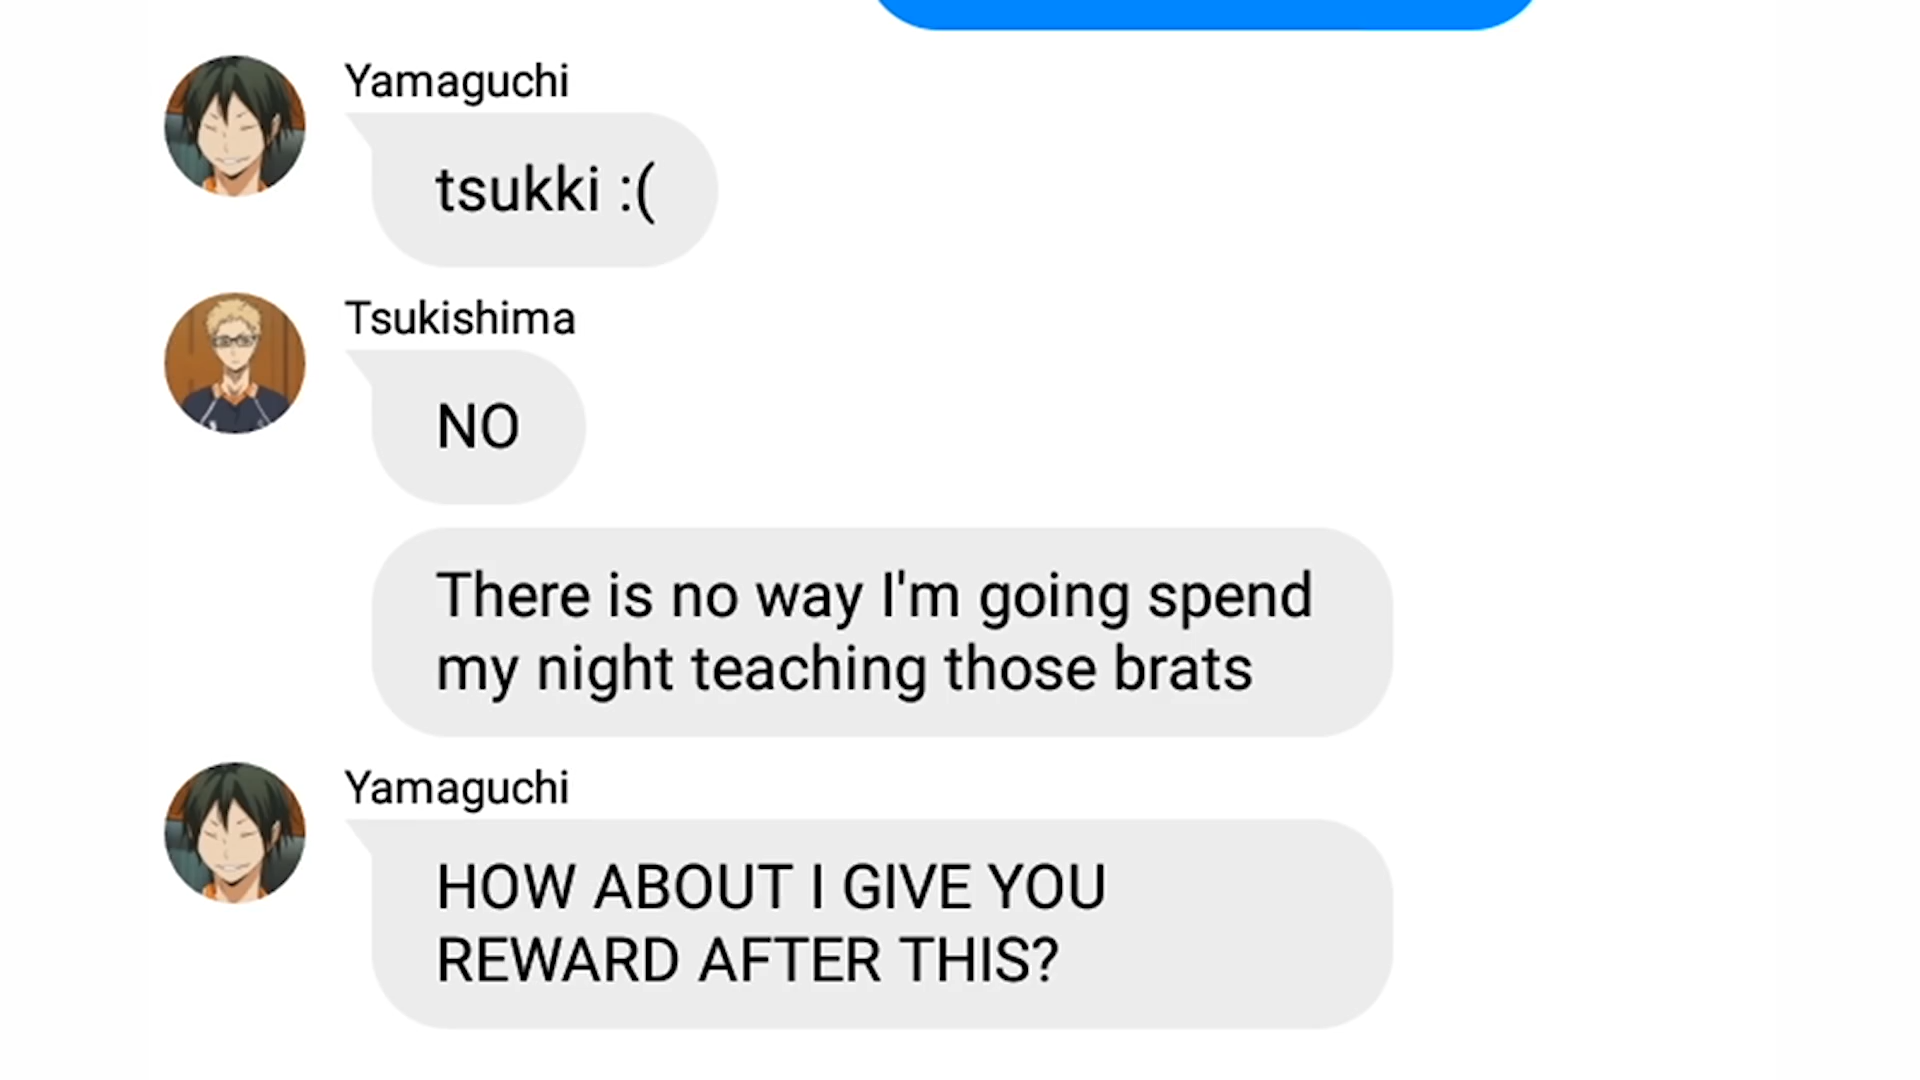 Yamaguchi
tsukki :(
Tsukishima
NO
There is no way I'm going spend
my night teaching those brats
Yamaguchi
HOW ABOUT I GIVE YOU
REWARD AFTER THIS?